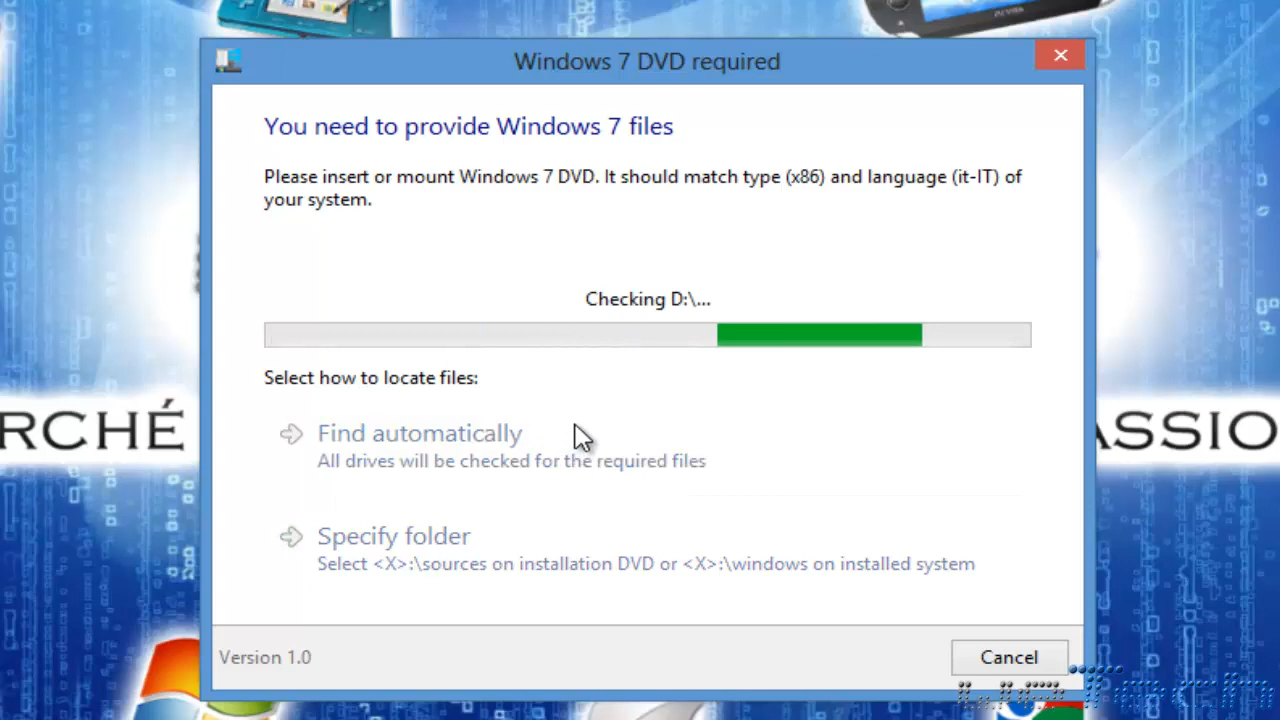 PSVITA
Windows 7 DVD required
You need to provide Windows 7 files
Please insert or mount Windows 7 DVD. It should match type (x86) and language (it-IT) of
your system.
Checking D:\...
Select how to locate files:
RCHÉ
ASSIO
Find automatically
All drives will be checked for the required files
Specify folder
Select <X>:\sources on installation DVD or <X>:\windows on installed system
Version 1.0
Cancel